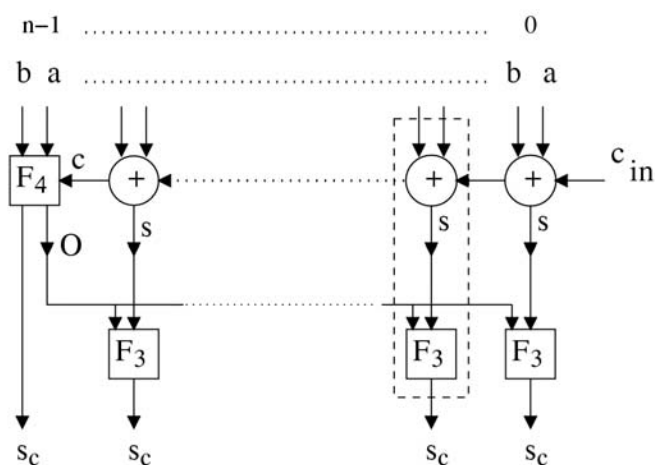 n-1 ........................................ 0
b a ........................................ b a
F4 c + + + c in
O s s s
F3 F3 F3
sc sc sc sc